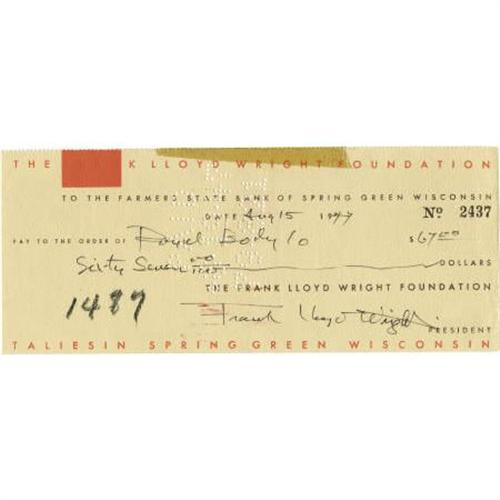 THE K LLOYD WRIGHT FOUNDATION
TO THE FARMERS STATE BANK OF SPRING GREEN WISCONSIN
DATE Aug 15 1947 Nº 2437
PAY TO THE ORDER OF Body Co $67.00
Sixty Seven 00/100 DOLLARS
THE FRANK LLOYD WRIGHT FOUNDATION
1487
Frank Lloyd Wright
PRESIDENT
TALIESIN SPRING GREEN WISCONSIN